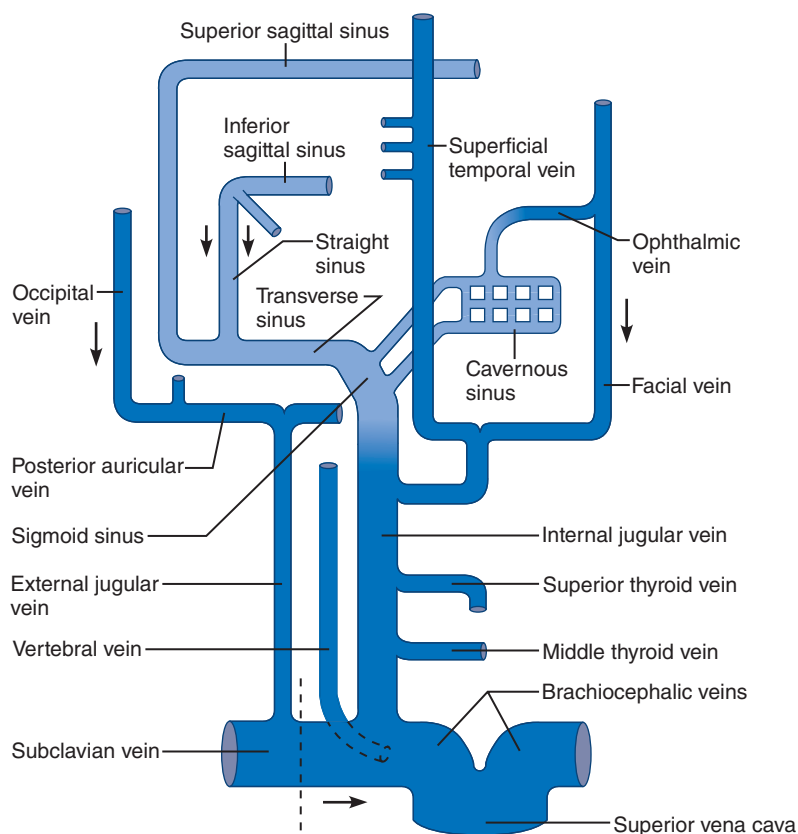 Superior sagittal sinus
Inferior
sagittal sinus
Superficial
temporal vein
Straight
sinus
Ophthalmic
vein
Occipital
vein
Transverse
sinus
Cavernous
sinus
Facial vein
Posterior auricular
vein
Sigmoid sinus
Internal jugular vein
External jugular
vein
Superior thyroid vein
Vertebral vein
Middle thyroid vein
Brachiocephalic veins
Subclavian vein
Superior vena cava